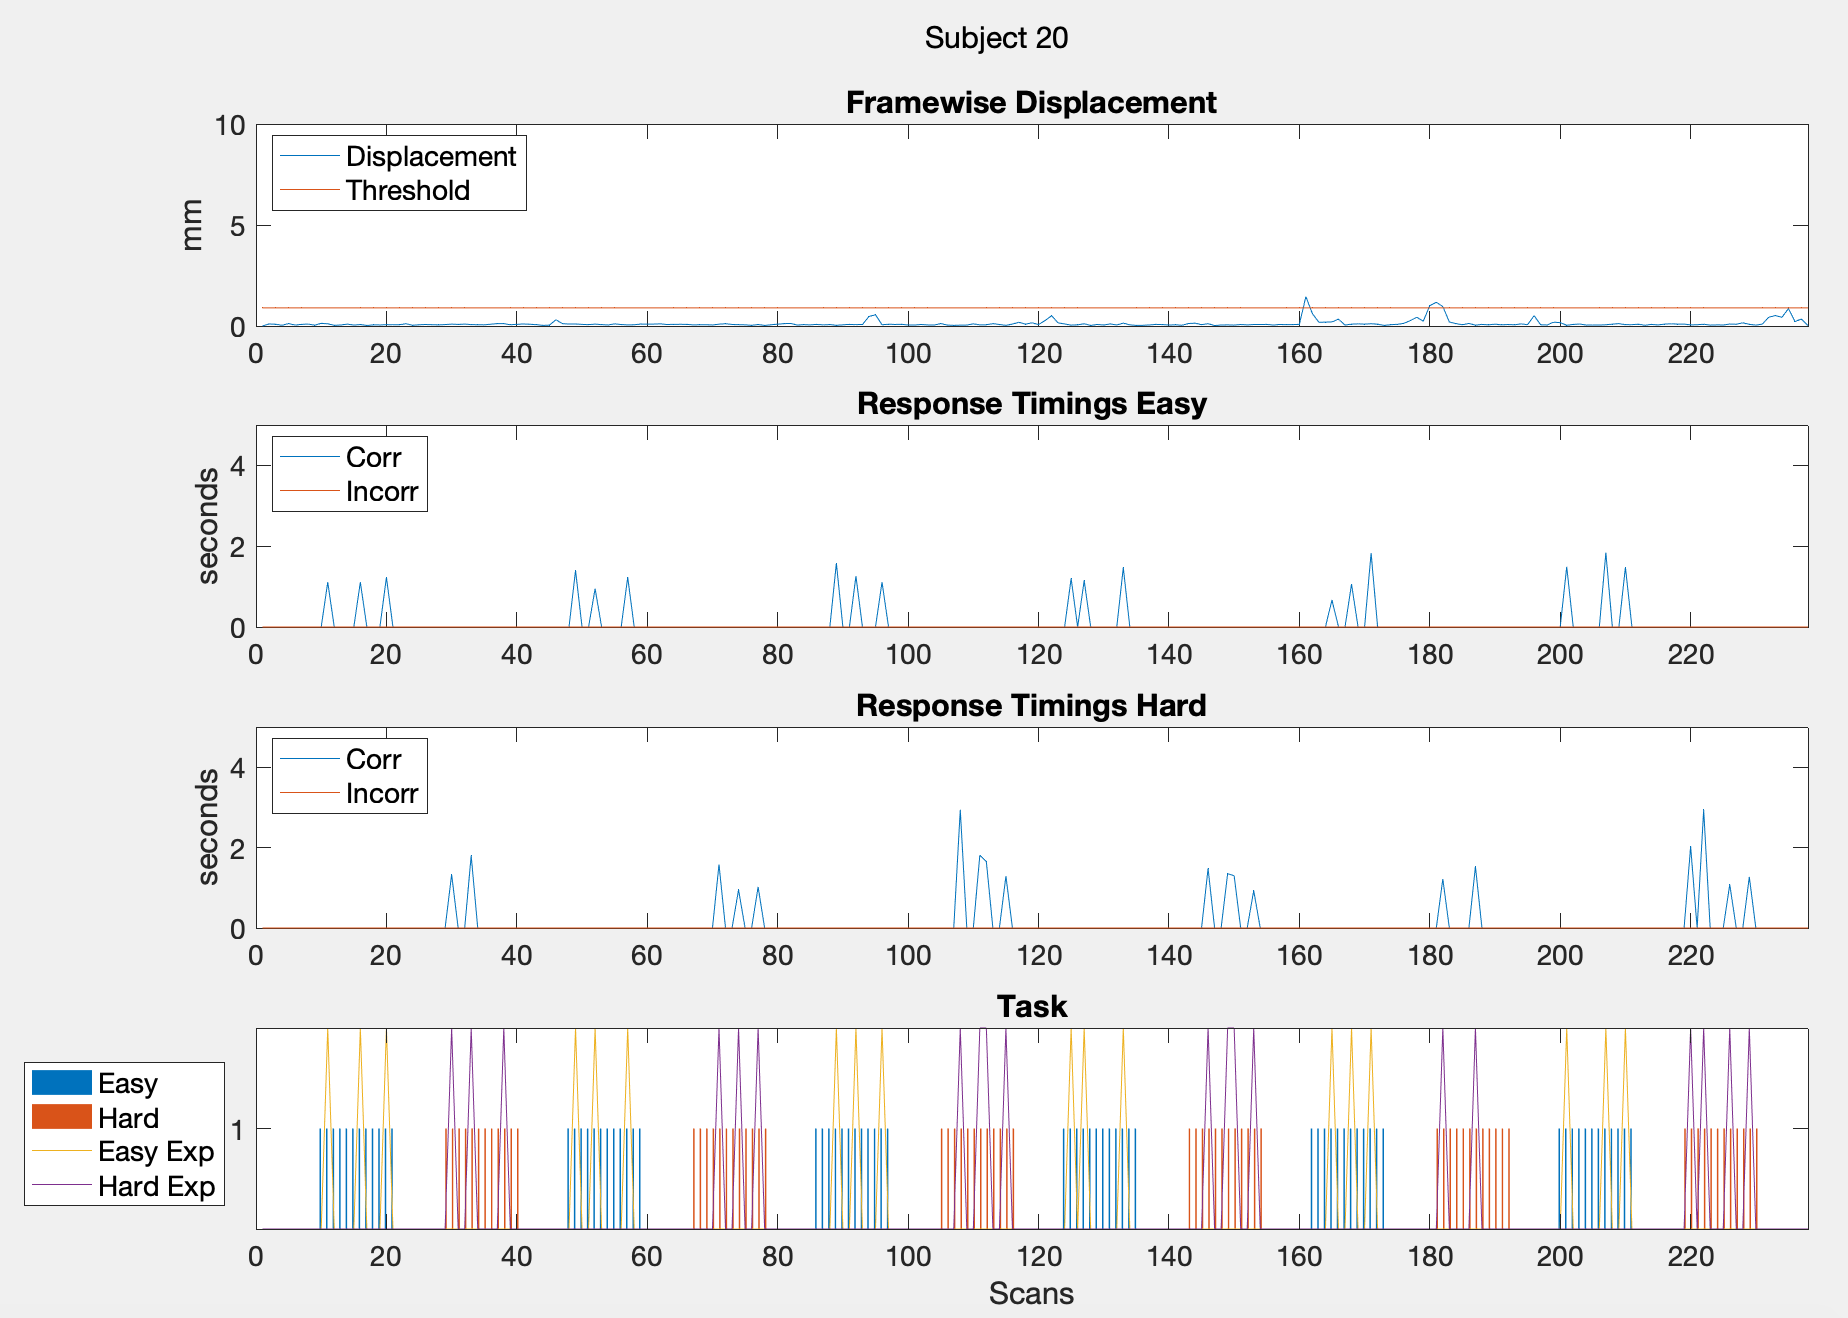 Subject 20
Framewise Displacement
10
5
0
mm
Displacement
Threshold
0 20 40 60 80 100 120 140 160 180 200 220
Response Timings Easy
4
2
0
seconds
Corr
Incorr
0 20 40 60 80 100 120 140 160 180 200 220
Response Timings Hard
4
2
0
seconds
Corr
Incorr
0 20 40 60 80 100 120 140 160 180 200 220
Task
1
Easy
Hard
Easy Exp
Hard Exp
0 20 40 60 80 100 120 140 160 180 200 220
Scans